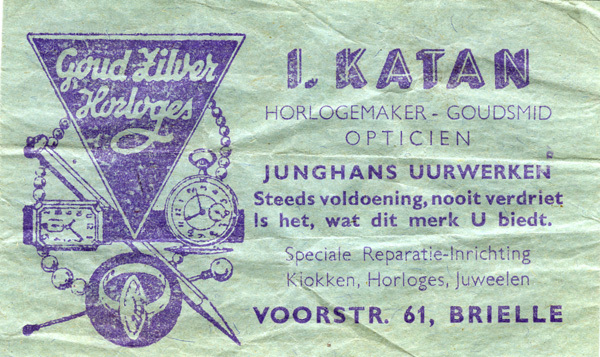 Goud Zilver
Horloges
I. KATAN
HORLOGEMAKER - GOUDSMID
OPTICIEN
JUNGHANS UURWERKEN
Steeds voldoening, nooit verdriet
Is het, wat dit merk U biedt.
Speciale Reparatie-Inrichting
Klokken, Horloges, Juweelen
VOORSTR. 61, BRIELLE